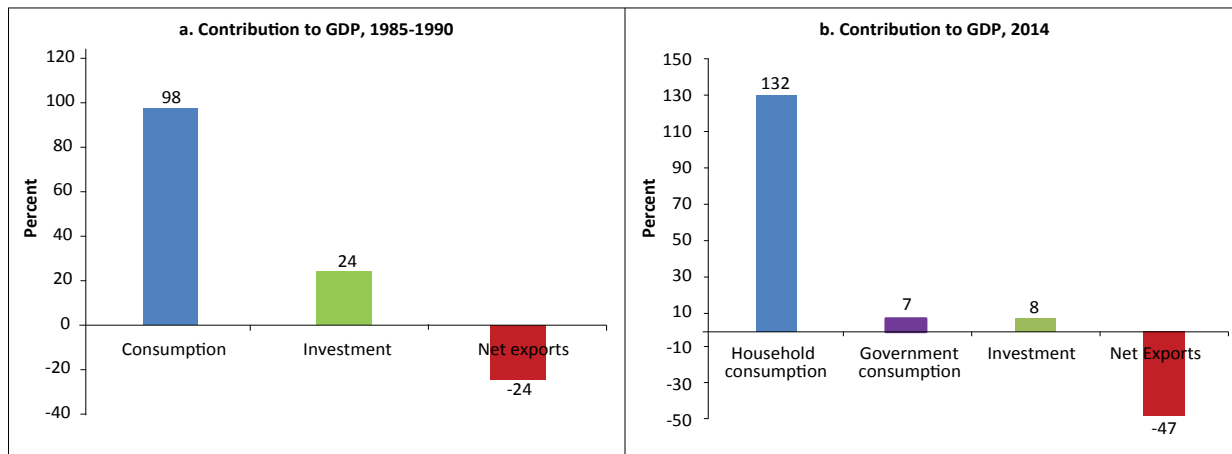 a. Contribution to GDP, 1985-1990
120
100
80
60
40
20
0
-20
-40
Percent
98
24
-24
Consumption
Investment
Net exports
b. Contribution to GDP, 2014
150
130
110
90
70
50
30
10
-10
-30
-50
Percent
132
7
8
-47
Household
consumption
Government
consumption
Investment
Net Exports